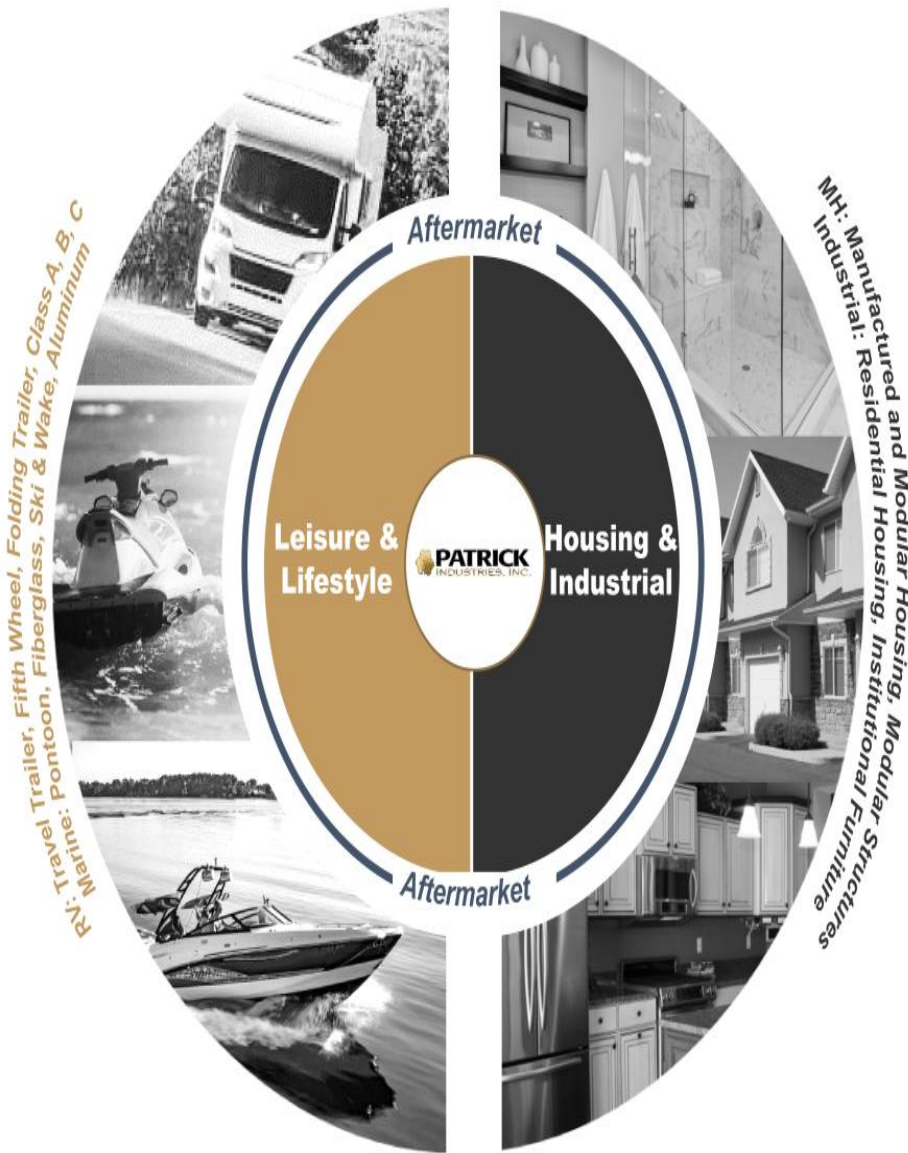 Aftermarket
RV: Travel Trailer, Fifth Wheel, Folding Trailer, Class A, B, C
Marine: Pontoon, Fiberglass, Ski & Wake, Aluminum
Leisure &
Lifestyle
PATRICK
INDUSTRIES, INC.
Housing &
Industrial
MH: Manufactured and Modular Housing, Modular Structures
Industrial: Residential Housing, Institutional Furniture
Aftermarket